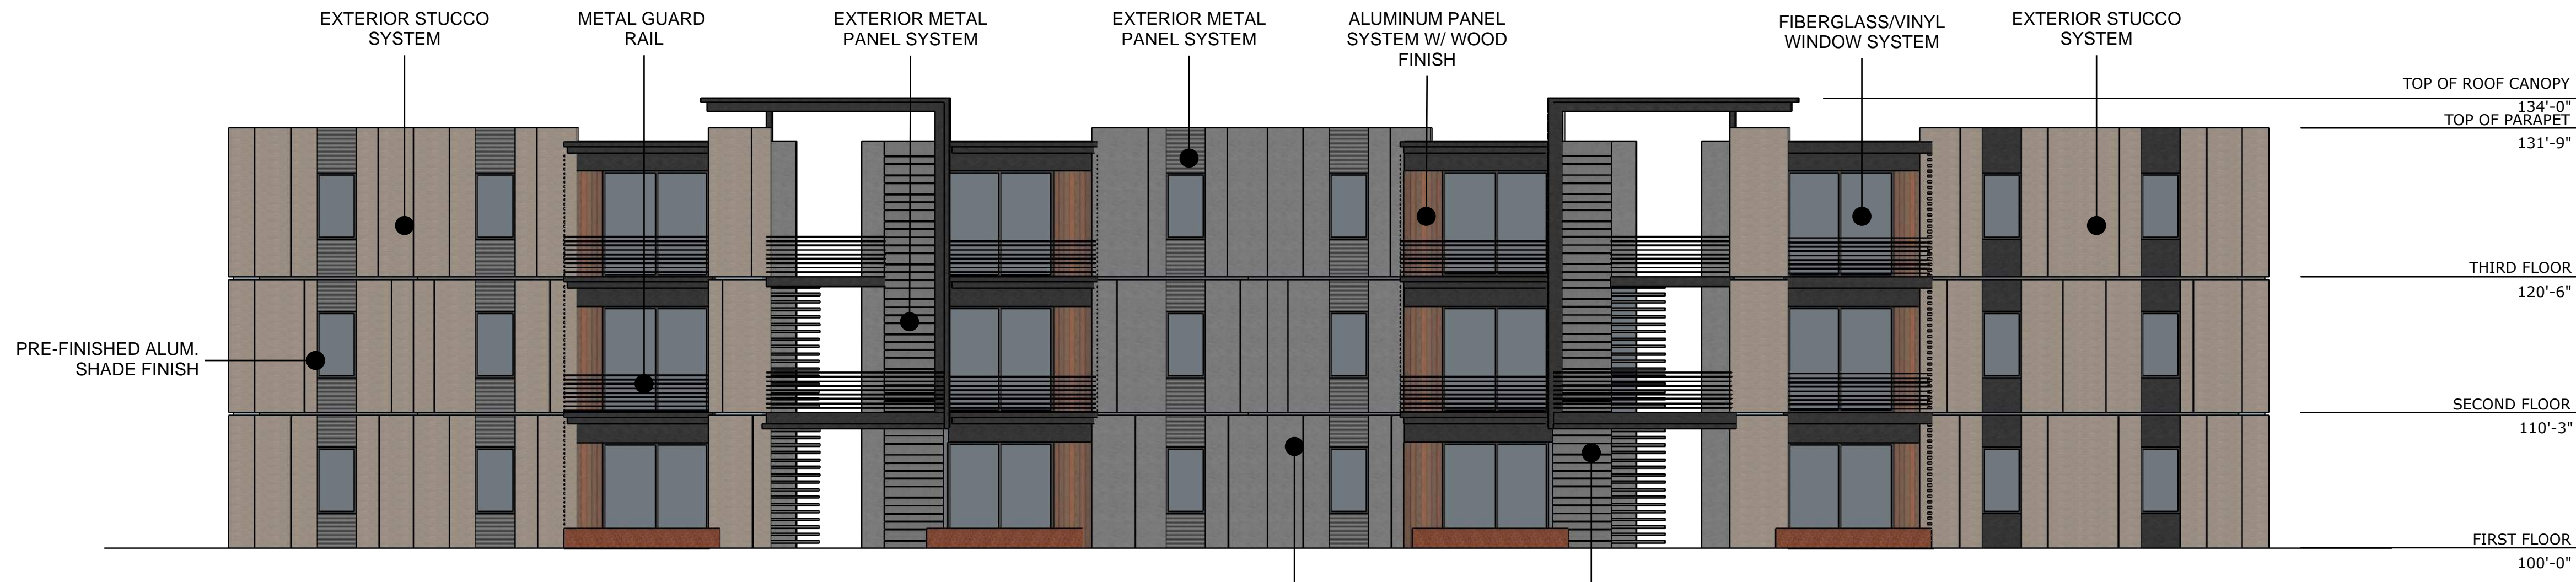 EXTERIOR STUCCO
SYSTEM
METAL GUARD
RAIL
EXTERIOR METAL
PANEL SYSTEM
EXTERIOR METAL
PANEL SYSTEM
ALUMINUM PANEL
SYSTEM W/ WOOD
FINISH
FIBERGLASS/VINYL
WINDOW SYSTEM
EXTERIOR STUCCO
SYSTEM
TOP OF ROOF CANOPY
134'-0"
TOP OF PARAPET
131'-9"
THIRD FLOOR
120'-6"
PRE-FINISHED ALUM.
SHADE FINISH
SECOND FLOOR
110'-3"
FIRST FLOOR
100'-0"